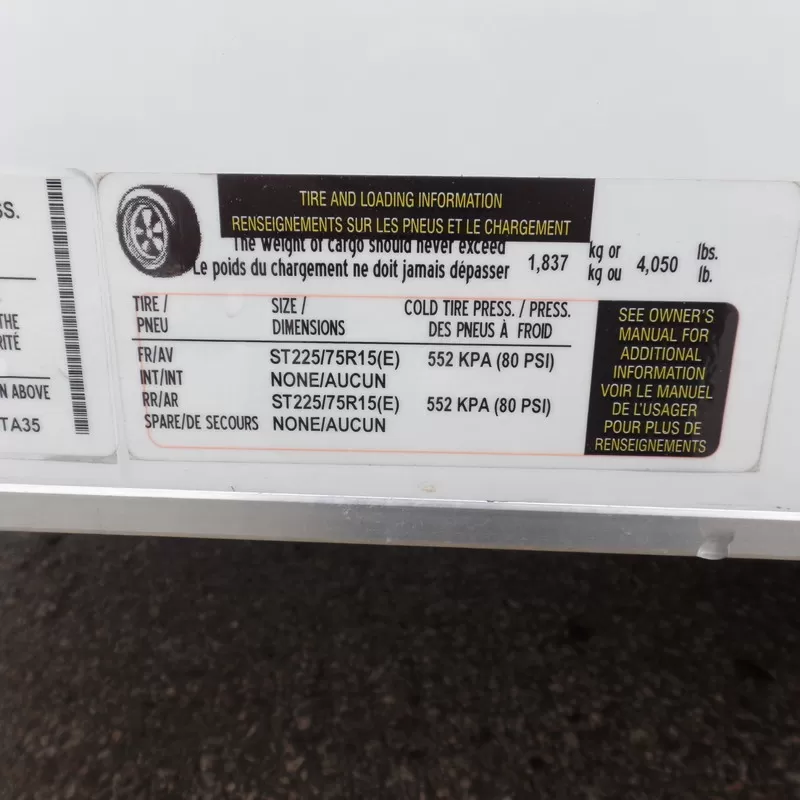 SS.
THE
RITÉ
N ABOVE
TA35
TIRE AND LOADING INFORMATION
RENSEIGNEMENTS SUR LES PNEUS ET LE CHARGEMENT
The weight of cargo should never exceed
Le poids du chargement ne doit jamais dépasser
1,837 kg or
kg ou
4,050 lbs.
lb.
TIRE / SIZE / COLD TIRE PRESS. / PRESS.
PNEU DIMENSIONS DES PNEUS À FROID
FR/AV ST225/75R15(E) 552 KPA (80 PSI)
INT/INT NONE/AUCUN
RR/AR ST225/75R15(E) 552 KPA (80 PSI)
SPARE/DE SECOURS NONE/AUCUN
SEE OWNER'S
MANUAL FOR
ADDITIONAL
INFORMATION
VOIR LE MANUEL
DE L'USAGER
POUR PLUS DE
RENSEIGNEMENTS